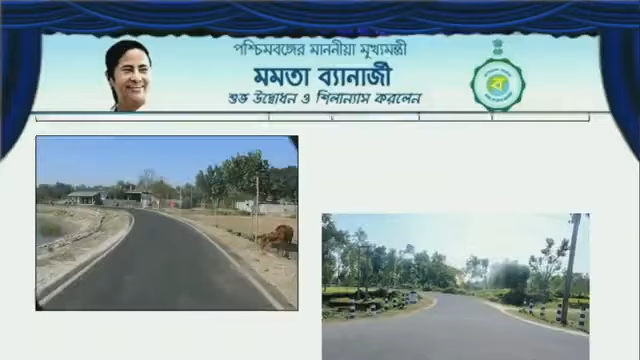 পশ্চিমবঙ্গের মাননীয়া মুখ্যমন্ত্রী
মমতা ব্যানার্জী
শুভ উদ্বোধন ও শিলান্যাস করলেন
ব